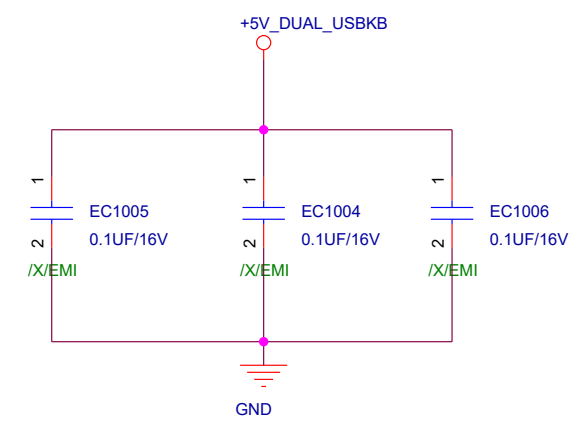 +5V_DUAL_USBKB
1 1 1
EC1005 EC1004 EC1006
0.1UF/16V 0.1UF/16V 0.1UF/16V
2 2 2
/X/EMI /X/EMI /X/EMI
GND